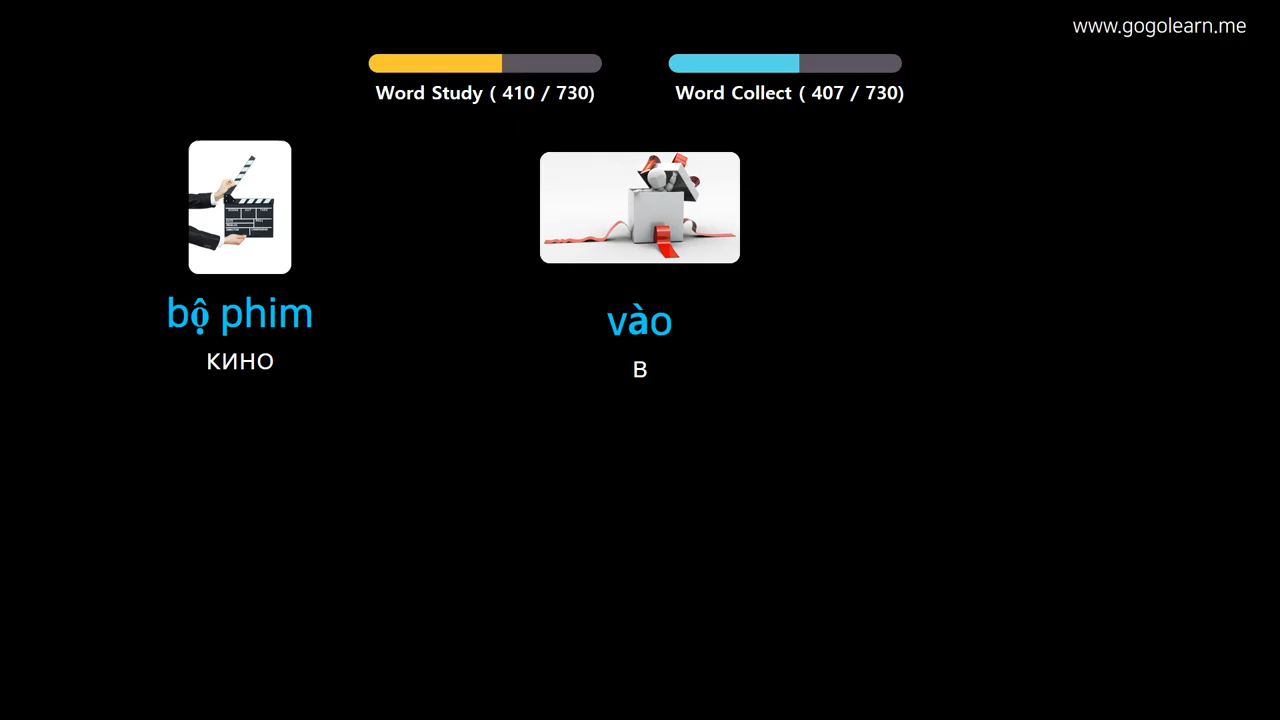 www.gogolearn.me
Word Study ( 410 / 730)
Word Collect ( 407 / 730)
bộ phim
кино
vào
в